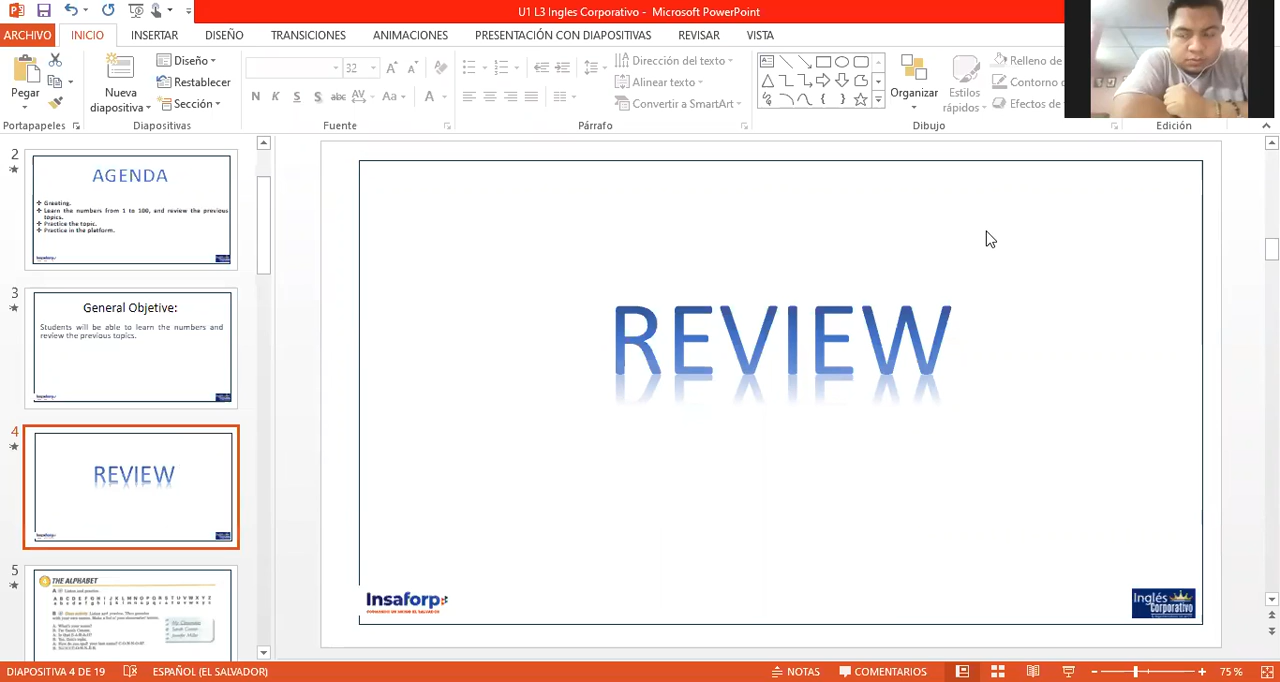 U1 L3 Ingles Corporativo - Microsoft PowerPoint
ARCHIVO INICIO INSERTAR DISEÑO TRANSICIONES ANIMACIONES PRESENTACIÓN CON DIAPOSITIVAS REVISAR VISTA
Pegar
Nueva diapositiva
Diseño
Restablecer
Sección
32
N K S S abc AV Aa A
Dirección del texto
Alinear texto
Convertir a SmartArt
Organizar
Estilos rápidos
Relleno de
Contorno
Efectos de
Portapapeles Diapositivas Fuente Párrafo Dibujo Edición
2
AGENDA
Greating.
Learn the numbers from 1 to 100, and review the previous
topics.
Practice the topic.
Practice in the platform.
3
General Objetive:
Students will be able to learn the numbers and
review the previous topics.
4
REVIEW
5
THE ALPHABET
REVIEW
Insaforp
Inglés
Corporativo
DIAPOSITIVA 4 DE 19 ESPAÑOL (EL SALVADOR) NOTAS COMENTARIOS 75 %